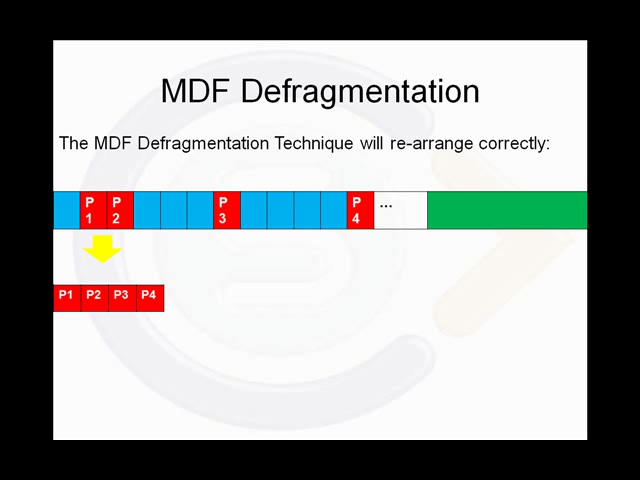 MDF Defragmentation
The MDF Defragmentation Technique will re-arrange correctly:
P P P P ...
1 2 3 4
P1 P2 P3 P4